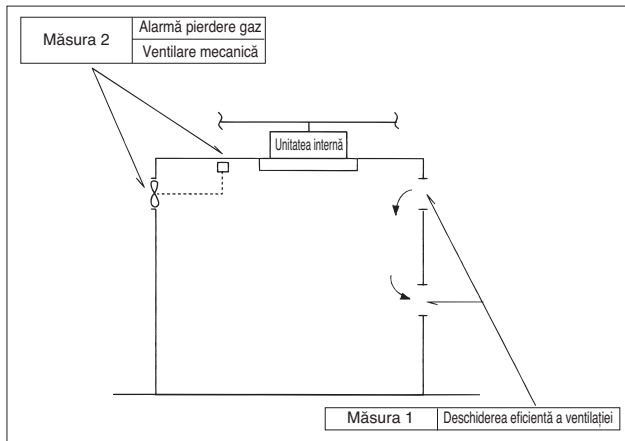 Măsura 2
Alarmă pierdere gaz
Ventilare mecanică
Unitatea internă
Măsura 1
Deschiderea eficientă a ventilației